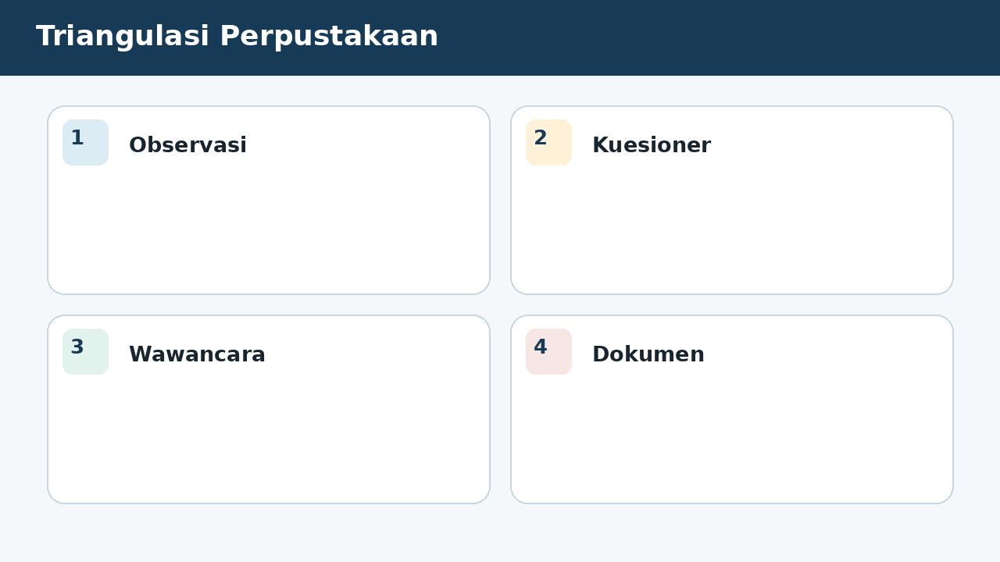 Triangulasi Perpustakaan
1 Observasi
2 Kuesioner
3 Wawancara
4 Dokumen